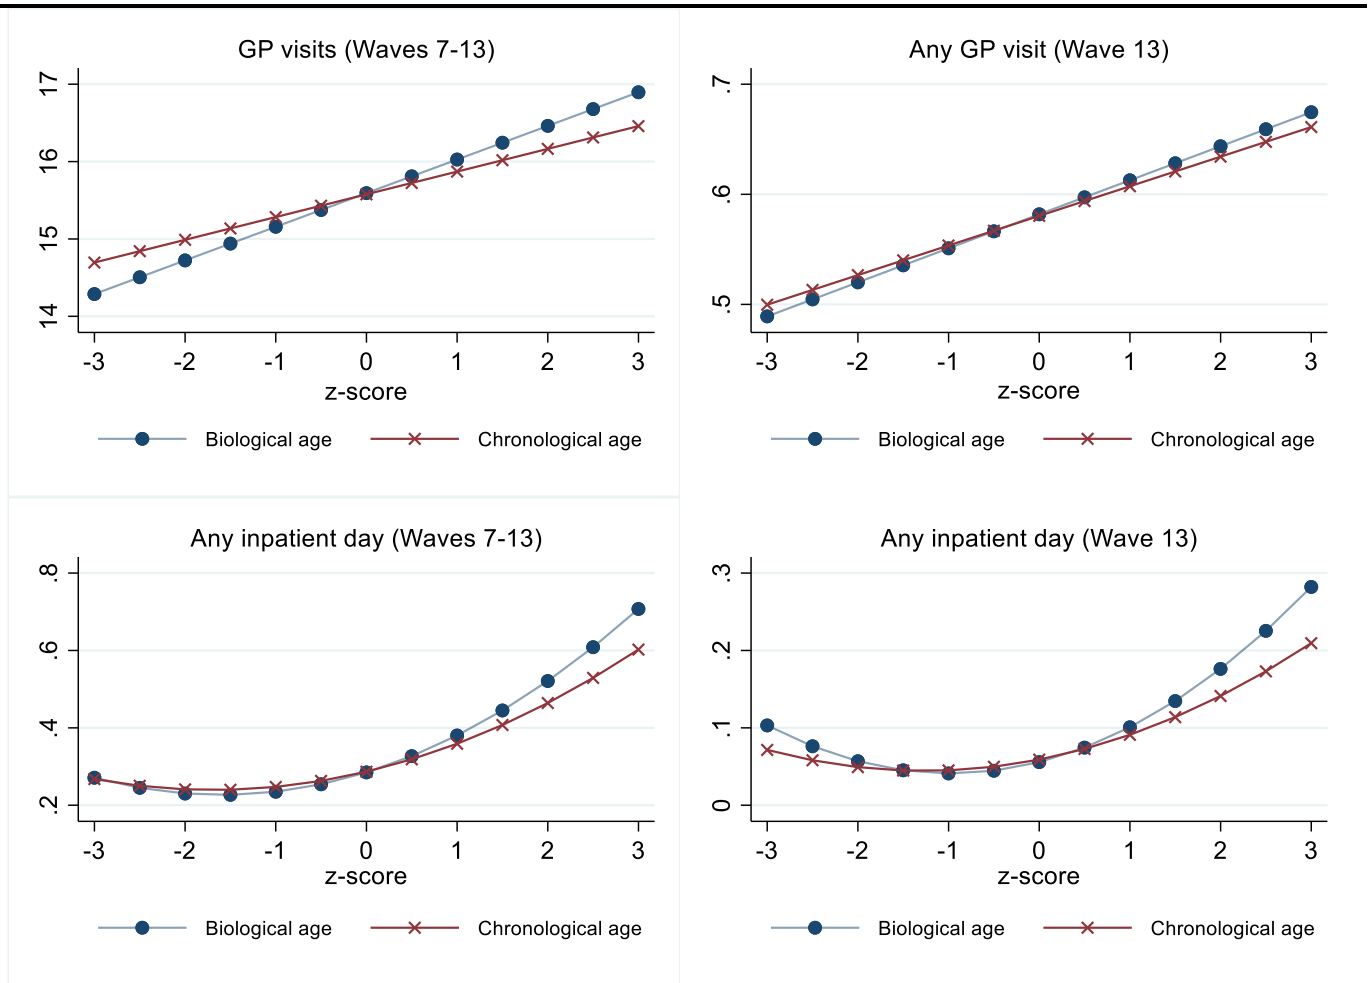 GP visits (Waves 7-13)
17
16
15
14
-3 -2 -1 0 1 2 3
z-score
Biological age Chronological age
Any GP visit (Wave 13)
.7
.6
.5
-3 -2 -1 0 1 2 3
z-score
Biological age Chronological age
Any inpatient day (Waves 7-13)
.8
.6
.4
.2
-3 -2 -1 0 1 2 3
z-score
Biological age Chronological age
Any inpatient day (Wave 13)
.3
.2
.1
0
-3 -2 -1 0 1 2 3
z-score
Biological age Chronological age